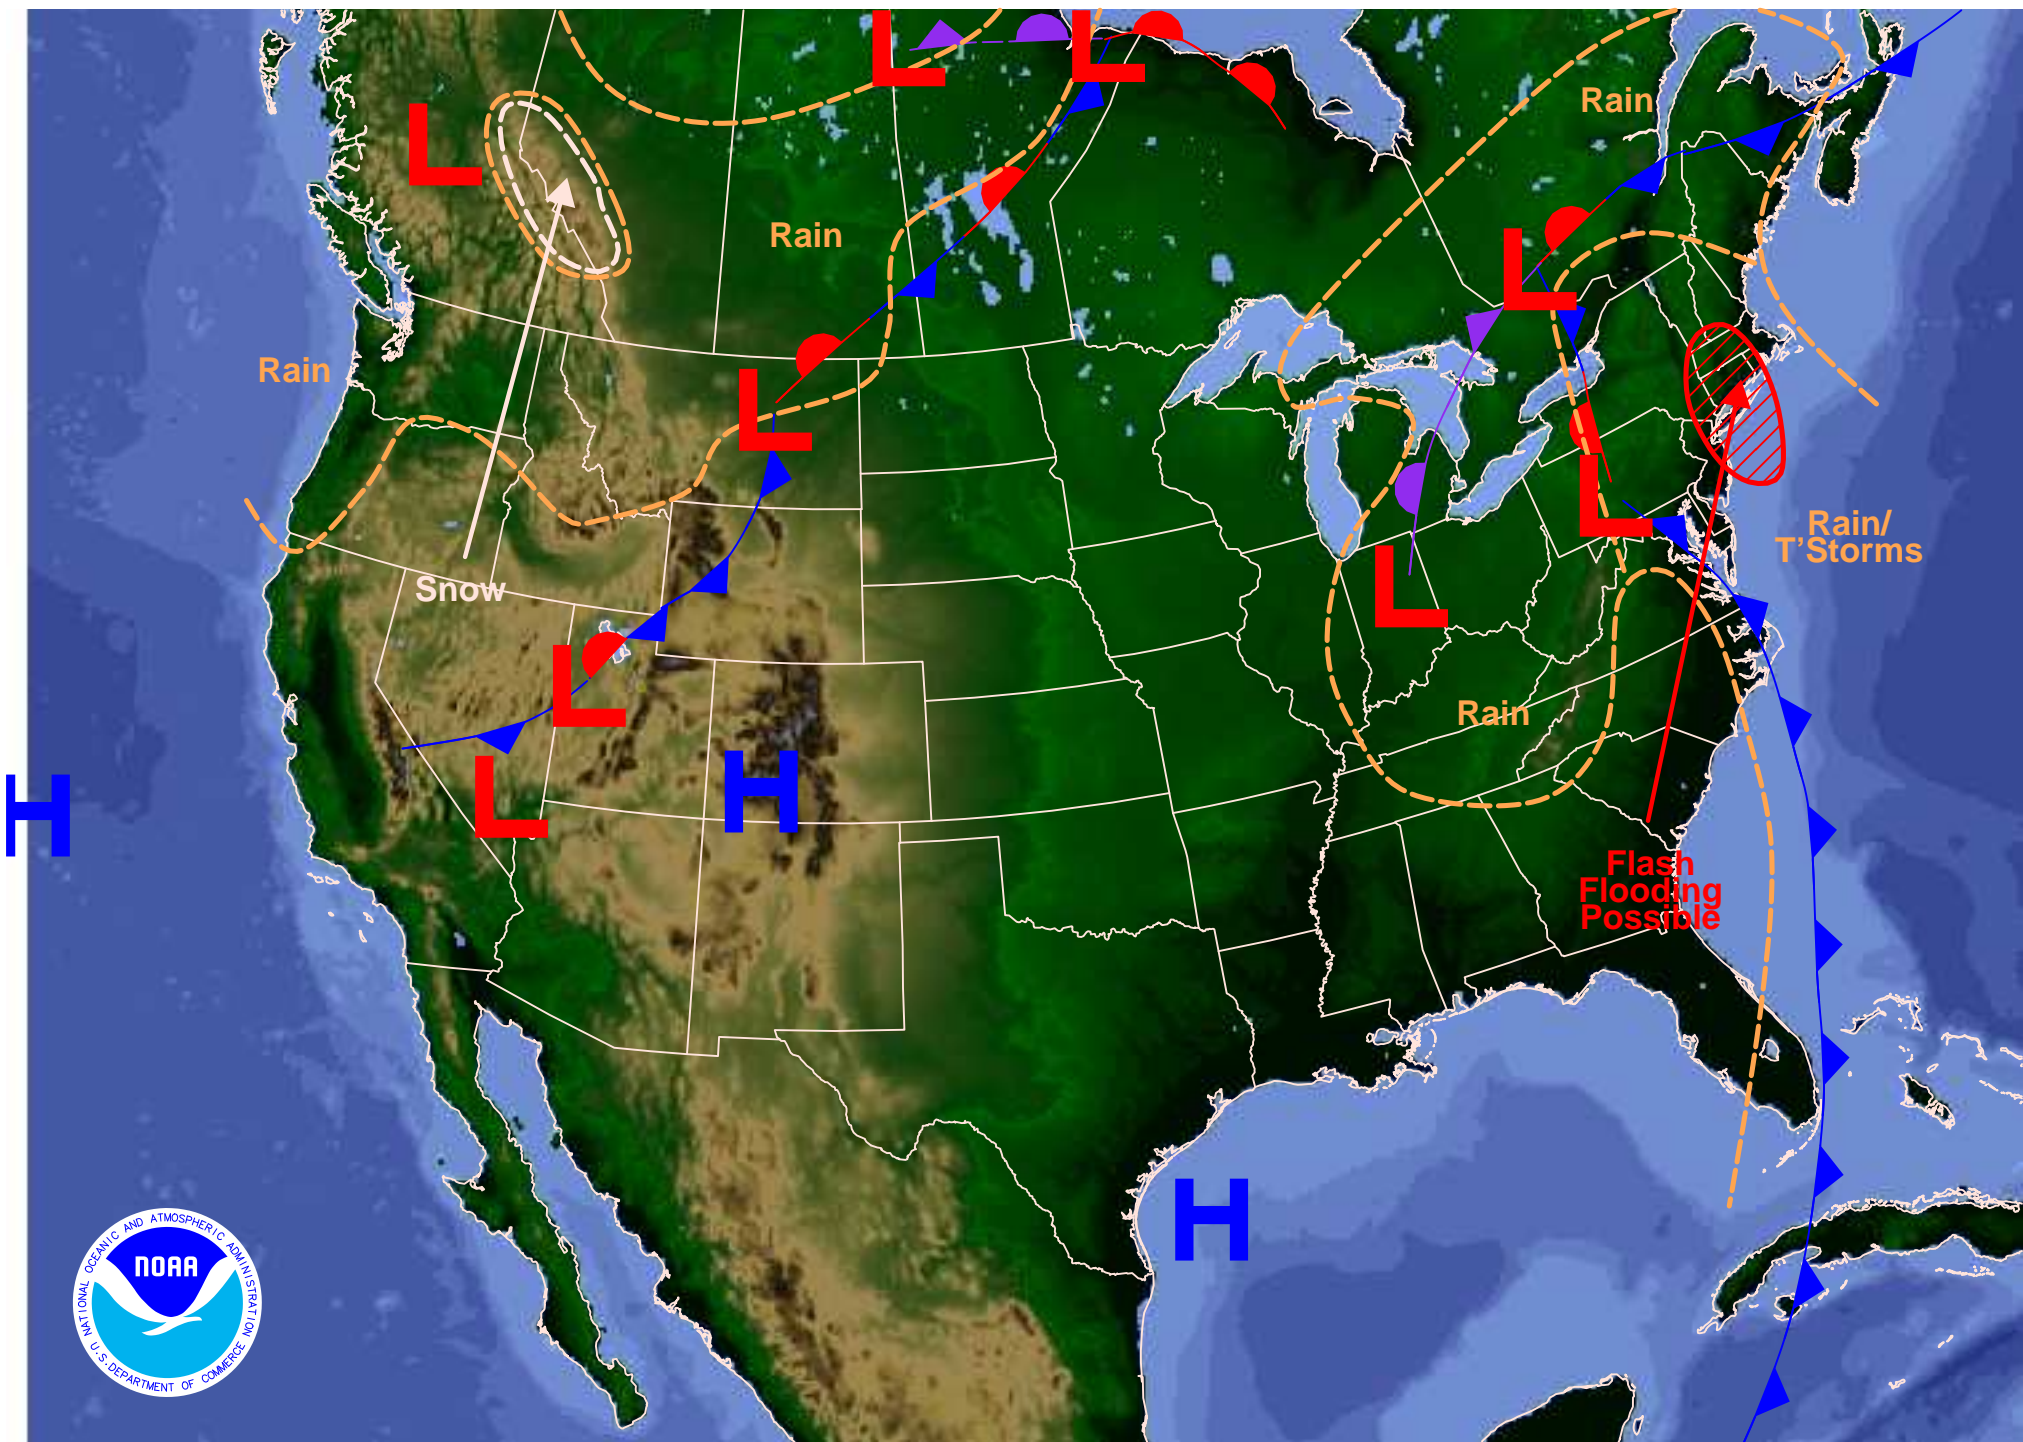 L
L
Rain
L
Rain
L
Rain
L
L
Rain/
T'Storms
Snow
L
L
Rain
H
H
L
Flash
Flooding
Possible
H
NATIONAL OCEANIC AND ATMOSPHERIC ADMINISTRATION
NOAA
U.S. DEPARTMENT OF COMMERCE